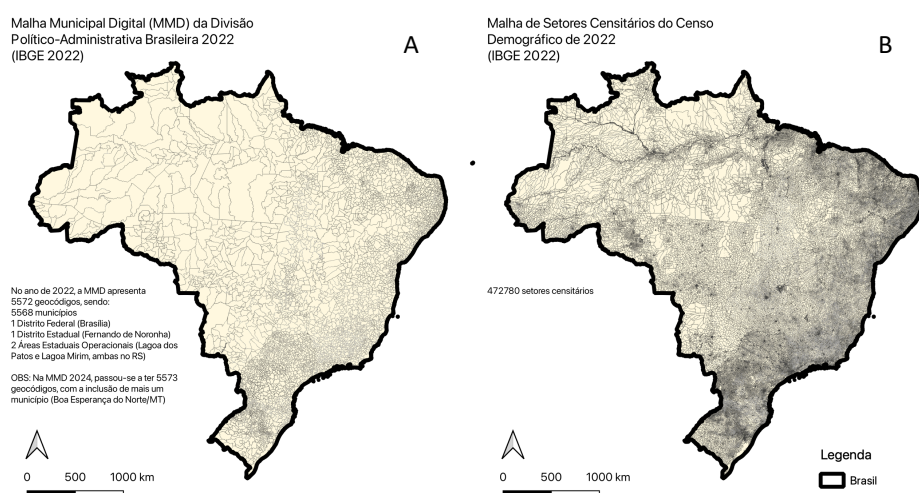 Malha Municipal Digital (MMD) da Divisão
Político-Administrativa Brasileira 2022
(IBGE 2022)
A
No ano de 2022, a MMD apresenta
5572 geocódigos, sendo:
5568 municípios
1 Distrito Federal (Brasília)
1 Distrito Estadual (Fernando de Noronha)
2 Áreas Estaduais Operacionais (Lagoa dos
Patos e Lagoa Mirim, ambas no RS)
OBS: Na MMD 2024, passou-se a ter 5573
geocódigos, com a inclusão de mais um
município (Boa Esperança do Norte/MT)
0 500 1000 km
Malha de Setores Censitários do Censo
Demográfico de 2022
(IBGE 2022)
B
472780 setores censitários
0 500 1000 km
Legenda
Brasil